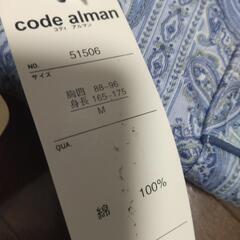 code alman
コディ アルマン
NO. 51506
サイズ
胸囲 88-96
身長 165-175
M
QUA.
綿 100%